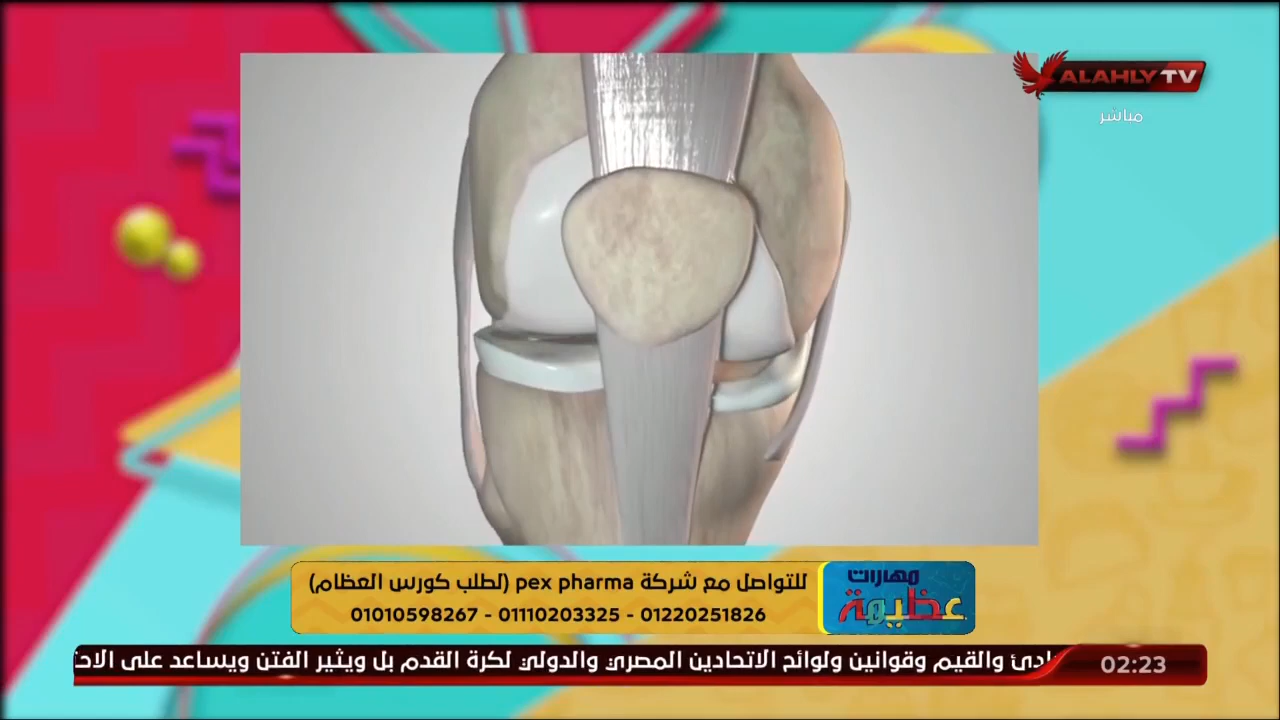 ALAHLY TV
مباشر
للتواصل مع شركة pex pharma (لطلب كورس العظام)
01010598267 - 01110203325 - 01220251826
مهارات
عظيمة
والقيم وقوانين ولوائح الاتحادين المصري والدولي لكرة القدم بل ويثير الفتن ويساعد على
02:23